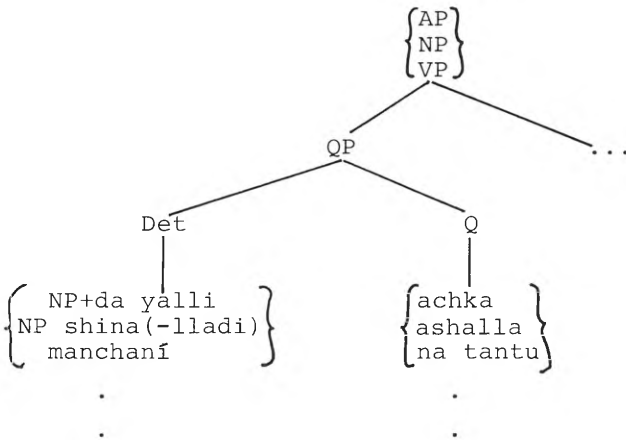 AP
NP
VP
QP ...
Det Q
NP+da yalli achka
NP shina(-lladi) ashalla
manchaní na tantu
. .
. .